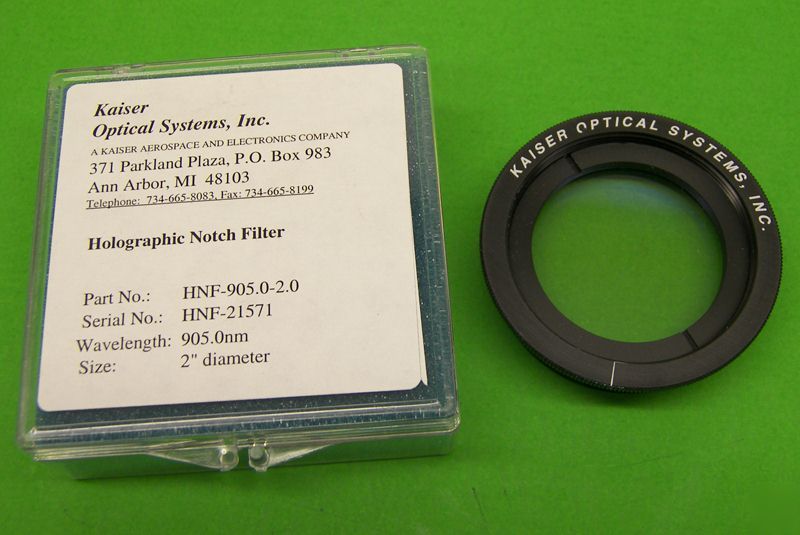 Kaiser
Optical Systems, Inc.
A KAISER AEROSPACE AND ELECTRONICS COMPANY
371 Parkland Plaza, P.O. Box 983
Ann Arbor, MI 48103
Telephone: 734-665-8083, Fax: 734-665-8199
Holographic Notch Filter
Part No.: HNF-905.0-2.0
Serial No.: HNF-21571
Wavelength: 905.0nm
Size: 2" diameter
KAISER OPTICAL SYSTEMS, INC.